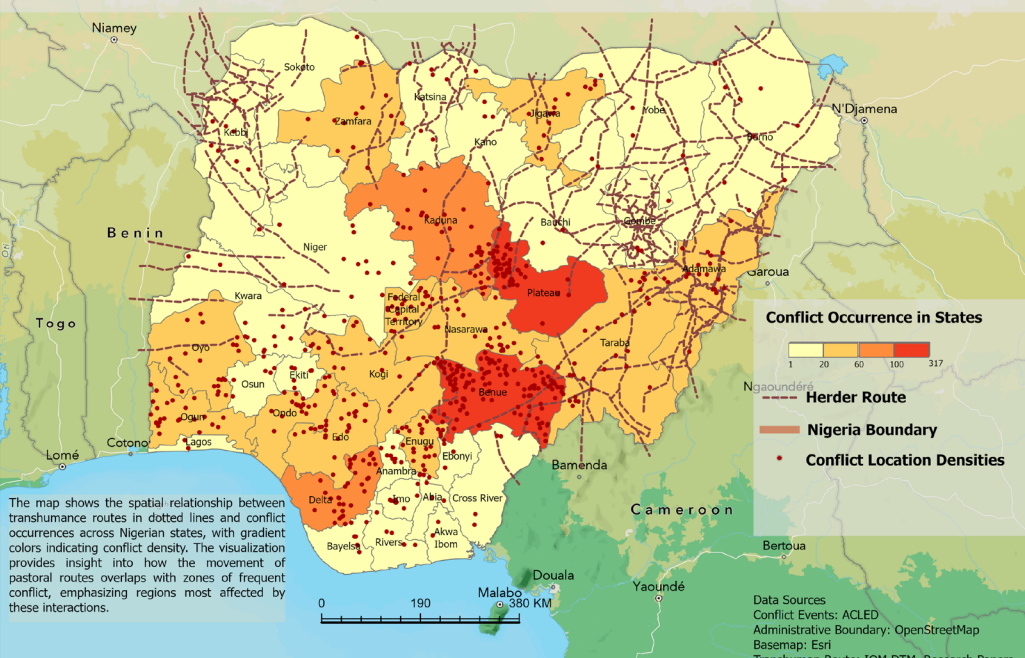 Niamey
Sokoto
Katsina
Zamfara
Jigawa
Yobe
N'Djamena
Kebbi
Kano
Borno
Kaduna
Bauchi
Gombe
Benin
Niger
Adamawa
Garoua
Plateau
Kwara
Federal
Capital
Territory
Togo
Nasarawa
Taraba
Oyo
Kogi
Osun
Ekiti
Benue
Ogun
Ondo
Edo
Enugu
Lagos
Cotono
Lomé
Ebonyi
Anambra
Bamenda
Delta
Imo
Abia
Cross River
Akwa
Ibom
Bayelsa
Rivers
Cameroon
Bertoua
Douala
Yaoundé
Malabo
Oti
Ngaoundéré
Conflict Occurrence in States
1 20 60 100 317
Herder Route
Nigeria Boundary
Conflict Location Densities
The map shows the spatial relationship between
transhumance routes in dotted lines and conflict
occurrences across Nigerian states, with gradient
colors indicating conflict density. The visualization
provides insight into how the movement of
pastoral routes overlaps with zones of frequent
conflict, emphasizing regions most affected by
these interactions.
0 190 380 KM
Data Sources
Conflict Events: ACLED
Administrative Boundary: OpenStreetMap
Basemap: Esri